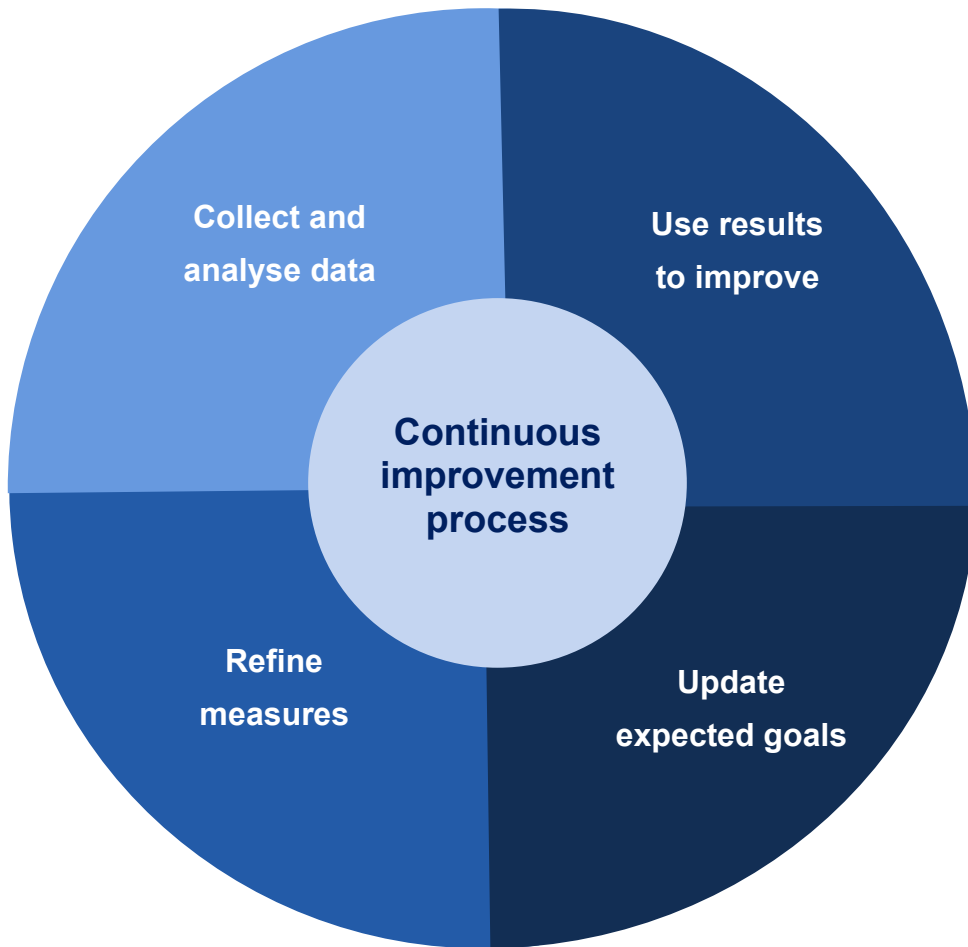 Collect and
analyse data
Use results
to improve
Continuous
improvement
process
Refine
measures
Update
expected goals